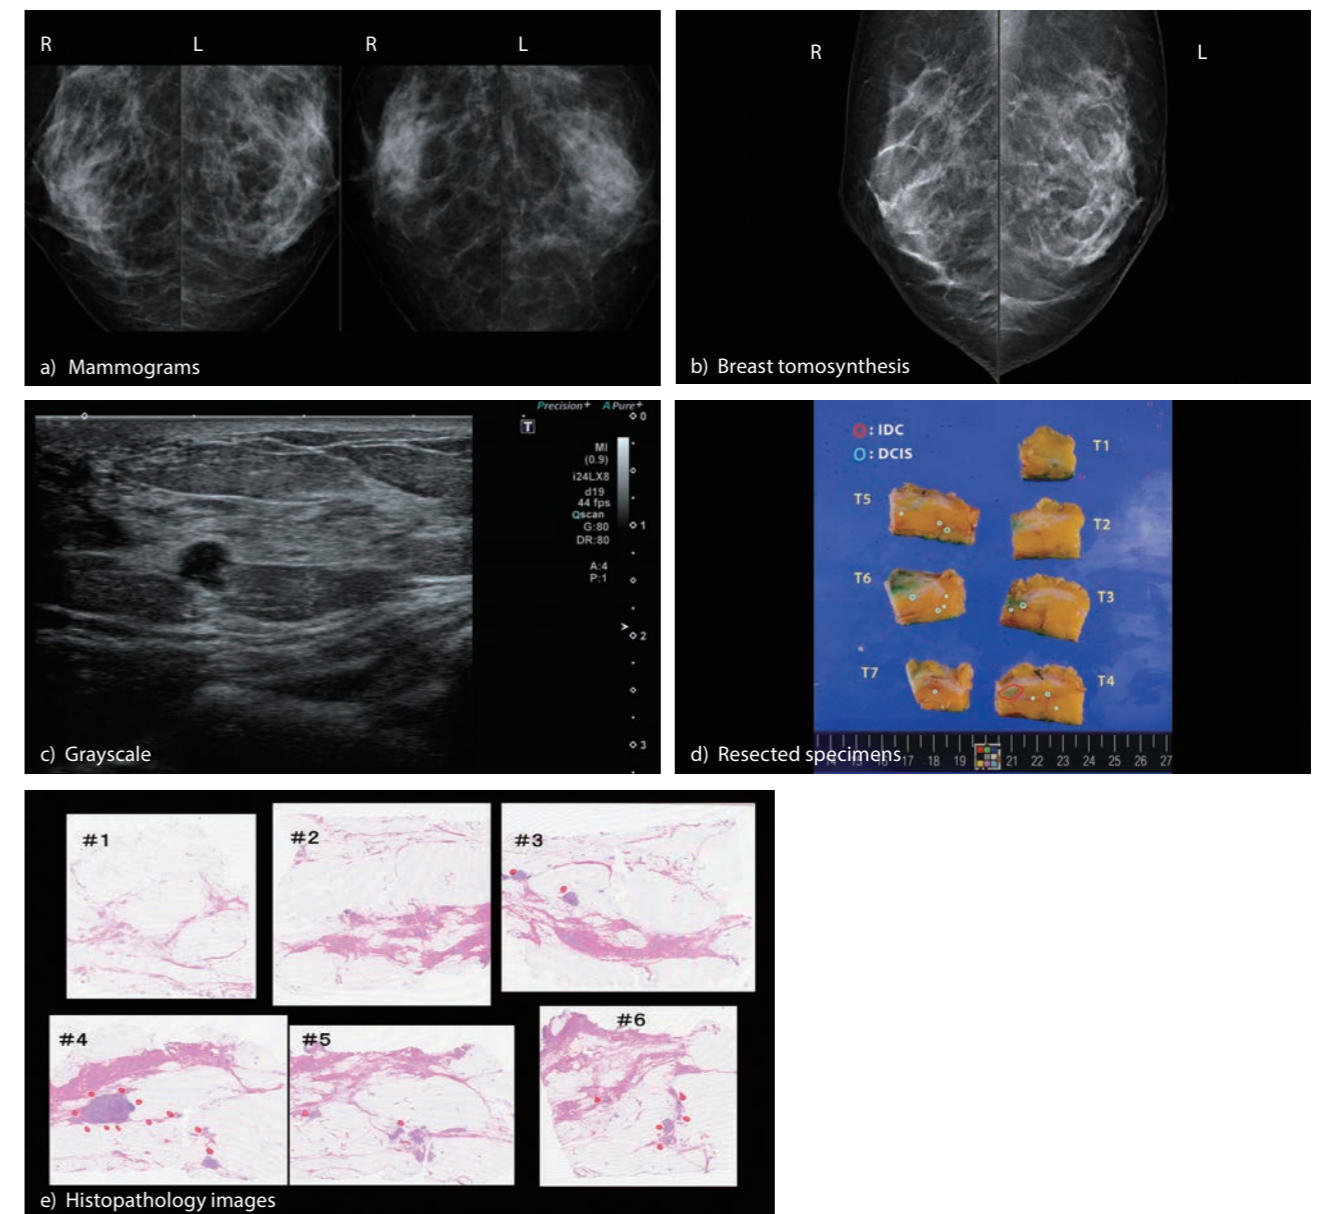 R L R L
a) Mammograms
R L
b) Breast tomosynthesis
Precision+ APure+
T
0
MI
(0.9)
i24LX8
d19
44 fps
Qscan
G:80
DR:80
A:4
P:1
1
2
3
c) Grayscale
O: IDC
O: DCIS
T1
T5
T2
T6
T3
T7
T4
17 18 19 21 22 23 24 25 26 27
d) Resected specimens
#1
#2
#3
#4
#5
#6
e) Histopathology images